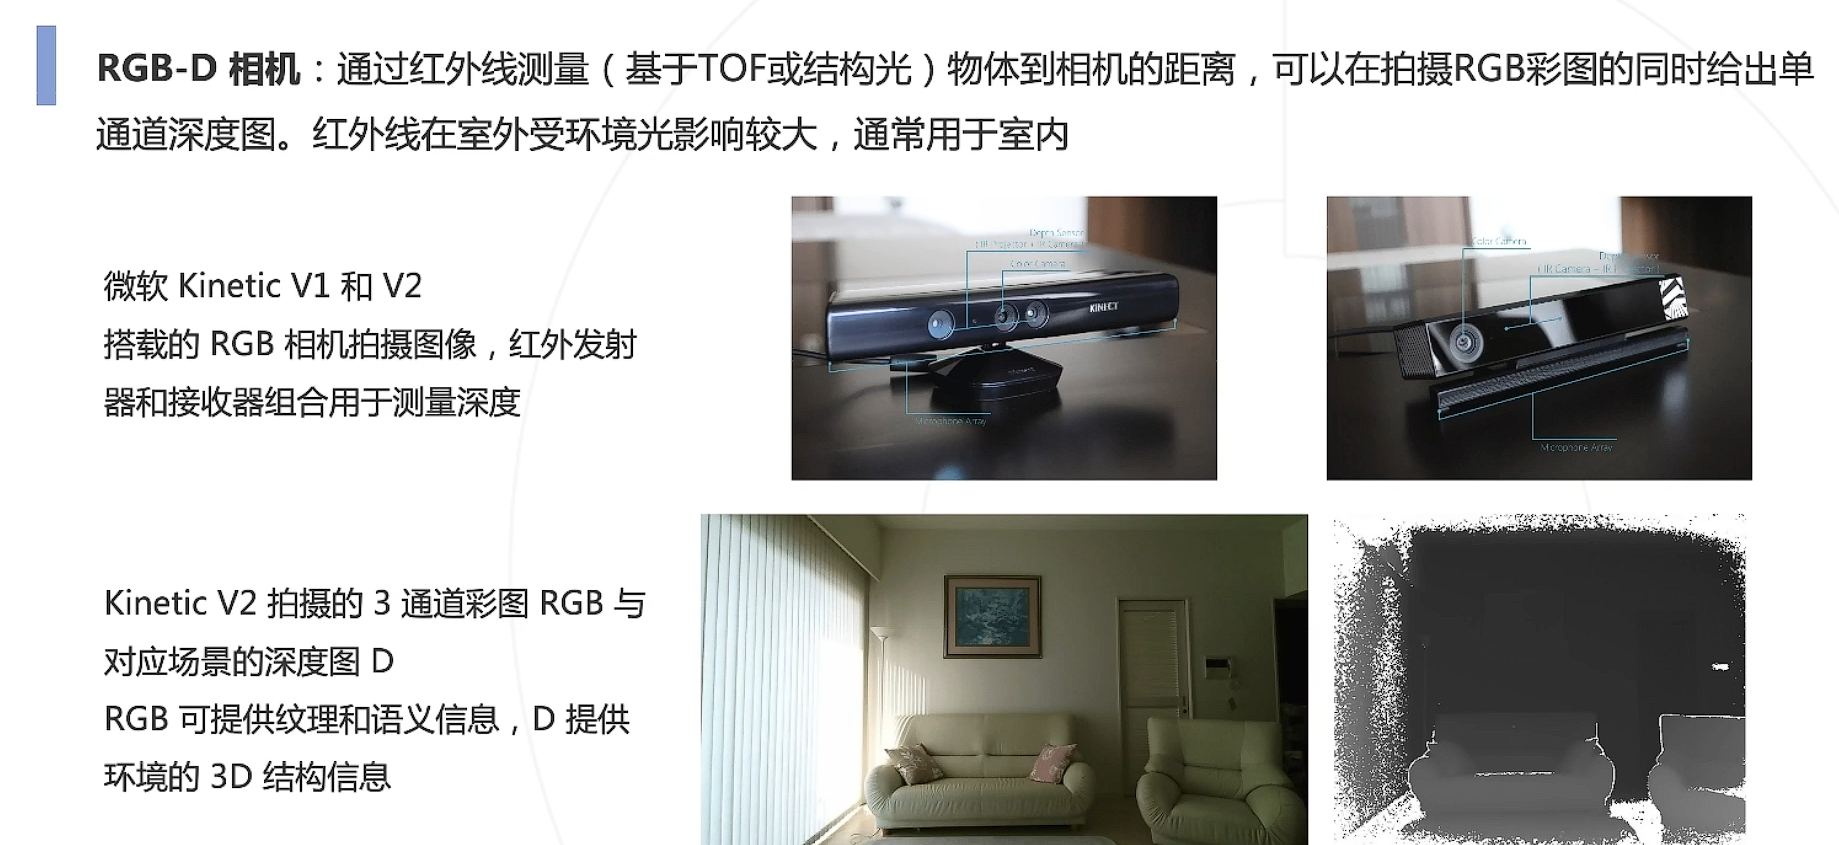 RGB-D 相机：通过红外线测量（基于TOF或结构光）物体到相机的距离，可以在拍摄RGB彩图的同时给出单
通道深度图。红外线在室外受环境光影响较大，通常用于室内
Depth Sensor
( IR Projector + IR Camera )
Color Camera
KINECT
Microphone Array
Color Camera
Depth Sensor
( IR Camera – IR Projector )
Microphone Array
微软 Kinetic V1 和 V2
搭载的 RGB 相机拍摄图像，红外发射
器和接收器组合用于测量深度
Kinetic V2 拍摄的 3 通道彩图 RGB 与
对应场景的深度图 D
RGB 可提供纹理和语义信息，D 提供
环境的 3D 结构信息